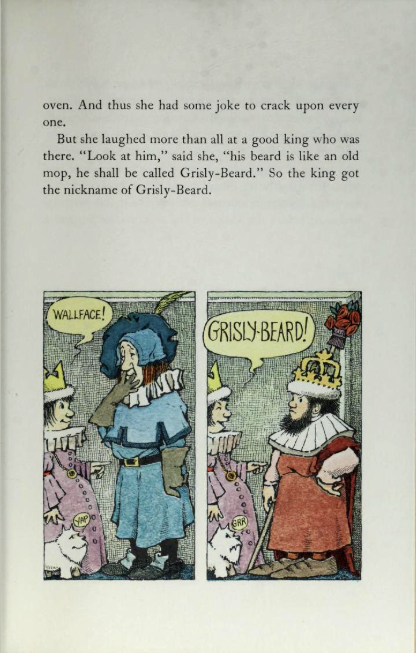 oven. And thus she had some joke to crack upon every
one.
But she laughed more than all at a good king who was
there. “Look at him,” said she, “his beard is like an old
mop, he shall be called Grisly-Beard.” So the king got
the nickname of Grisly-Beard.
WALLFACE!
YAP
GRISLY-BEARD!
GRR